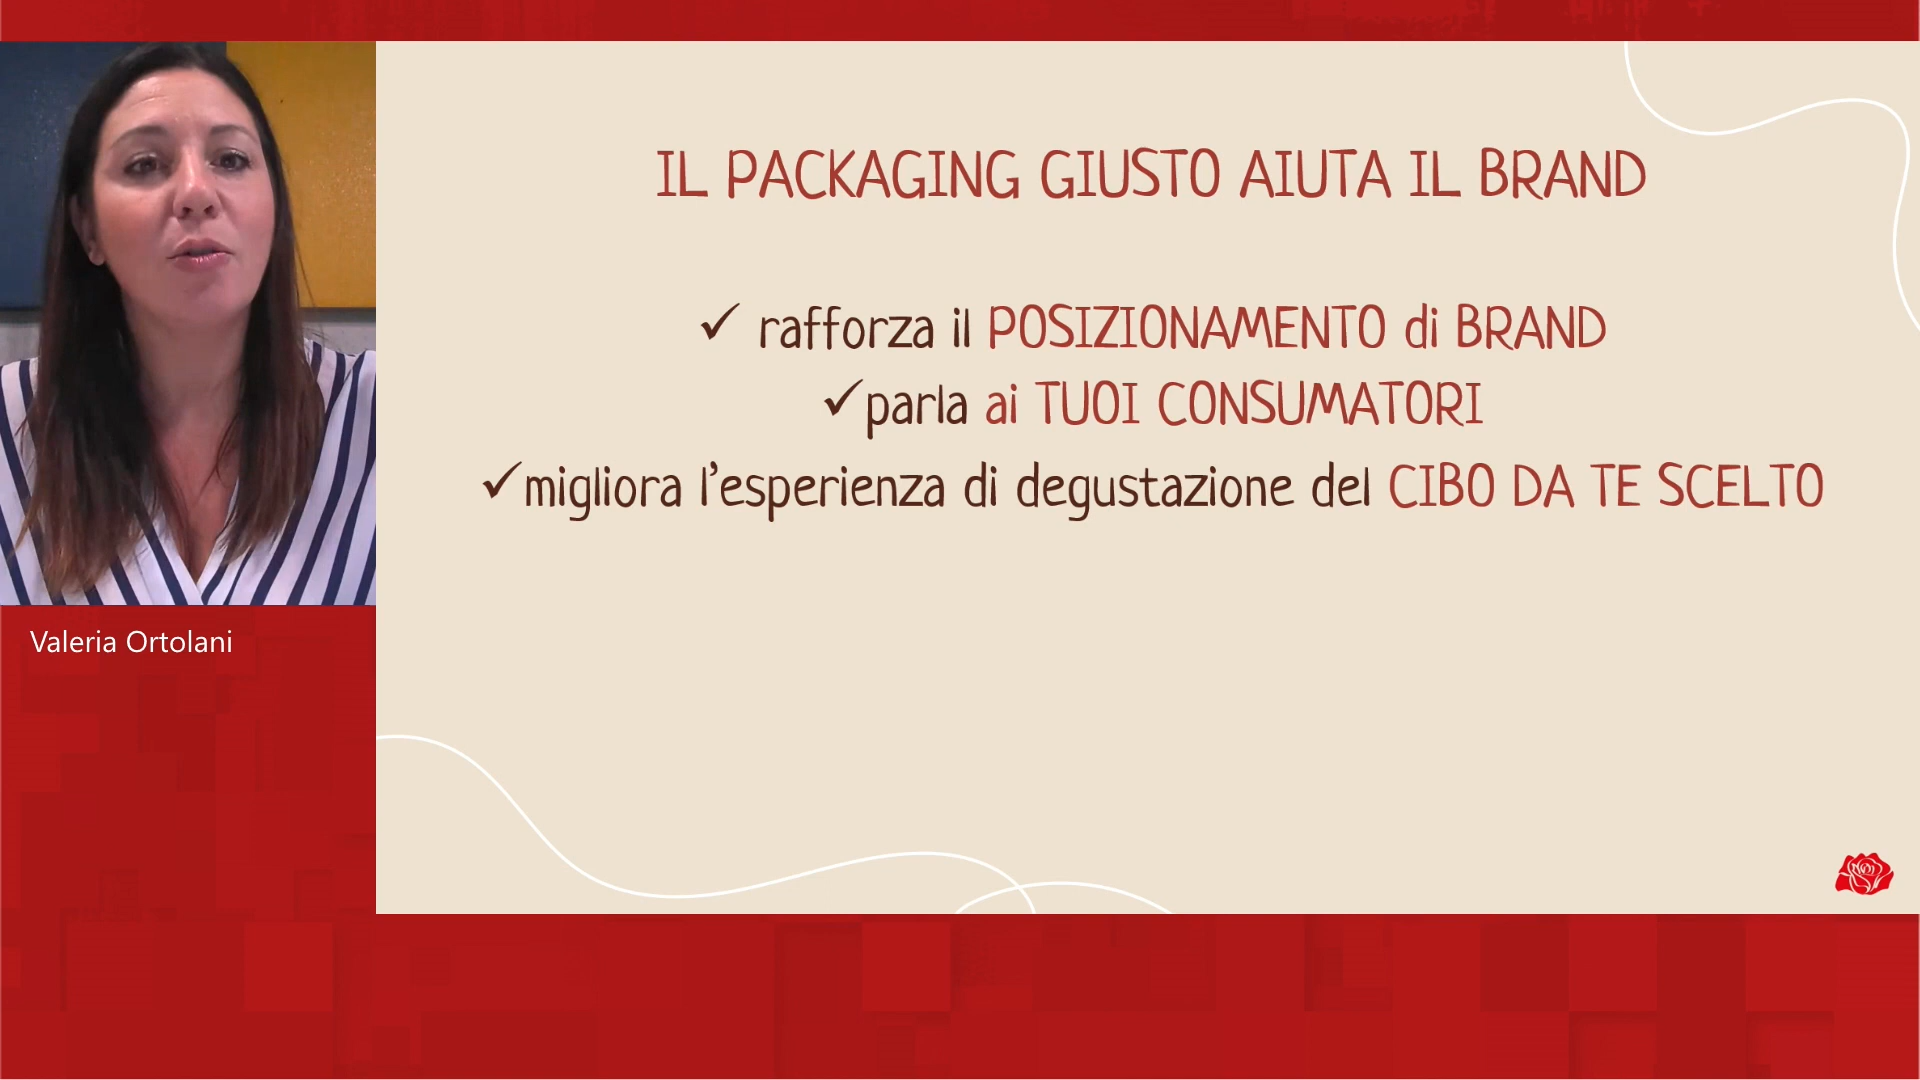 IL PACKAGING GIUSTO AIUTA IL BRAND
✓ rafforza il POSIZIONAMENTO di BRAND
✓parla ai TUOI CONSUMATORI
✓migliora l’esperienza di degustazione del CIBO DA TE SCELTO
Valeria Ortolani